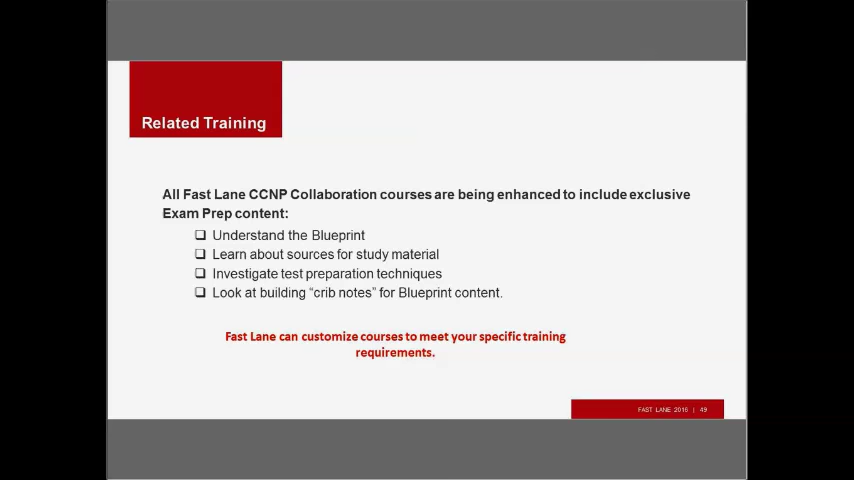 Related Training
All Fast Lane CCNP Collaboration courses are being enhanced to include exclusive
Exam Prep content:
❑ Understand the Blueprint
❑ Learn about sources for study material
❑ Investigate test preparation techniques
❑ Look at building “crib notes” for Blueprint content.
Fast Lane can customize courses to meet your specific training
requirements.
FAST LANE 2016 | 49